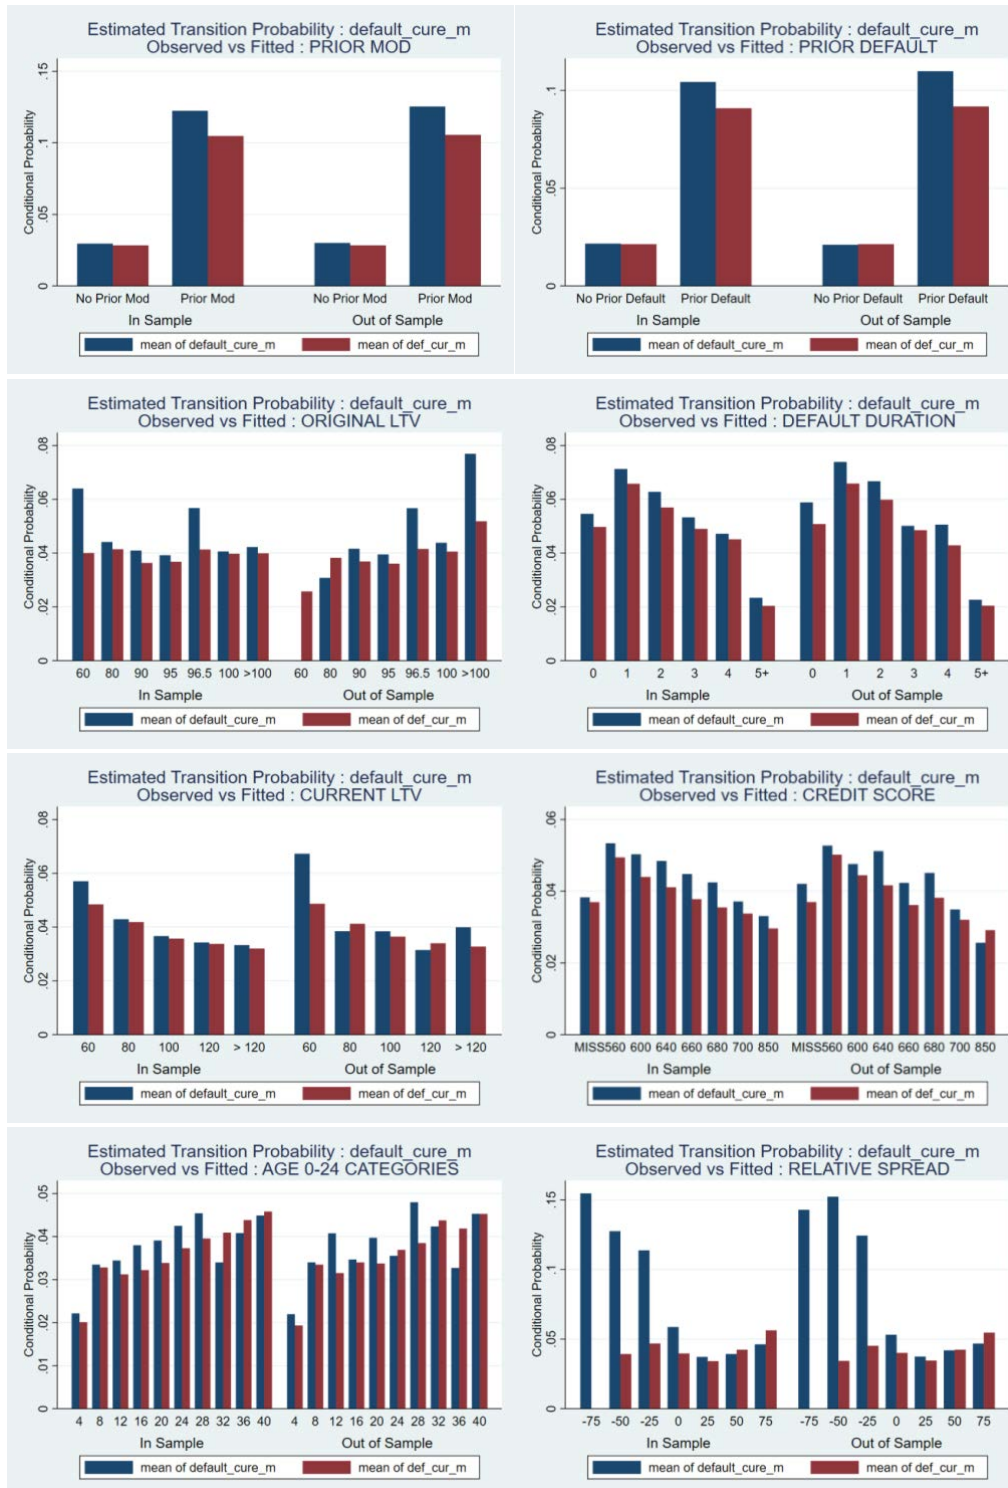 Estimated Transition Probability : default_cure_m
Observed vs Fitted : PRIOR MOD
Conditional Probability
.15
.1
.05
0
No Prior Mod Prior Mod No Prior Mod Prior Mod
In Sample Out of Sample
mean of default_cure_m mean of def_cur_m
Estimated Transition Probability : default_cure_m
Observed vs Fitted : PRIOR DEFAULT
Conditional Probability
.1
.05
0
No Prior Default Prior Default No Prior Default Prior Default
In Sample Out of Sample
mean of default_cure_m mean of def_cur_m
Estimated Transition Probability : default_cure_m
Observed vs Fitted : ORIGINAL LTV
Conditional Probability
.08
.06
.04
.02
0
60 80 90 95 96.5 100 >100 60 80 90 95 96.5 100 >100
In Sample Out of Sample
mean of default_cure_m mean of def_cur_m
Estimated Transition Probability : default_cure_m
Observed vs Fitted : DEFAULT DURATION
Conditional Probability
.08
.06
.04
.02
0
0 1 2 3 4 5+ 0 1 2 3 4 5+
In Sample Out of Sample
mean of default_cure_m mean of def_cur_m
Estimated Transition Probability : default_cure_m
Observed vs Fitted : CURRENT LTV
Conditional Probability
.08
.06
.04
.02
0
60 80 100 120 > 120 60 80 100 120 > 120
In Sample Out of Sample
mean of default_cure_m mean of def_cur_m
Estimated Transition Probability : default_cure_m
Observed vs Fitted : CREDIT SCORE
Conditional Probability
.06
.04
.02
0
MISS560 600 640 660 680 700 850 MISS560 600 640 660 680 700 850
In Sample Out of Sample
mean of default_cure_m mean of def_cur_m
Estimated Transition Probability : default_cure_m
Observed vs Fitted : AGE 0-24 CATEGORIES
Conditional Probability
.05
.04
.03
.02
.01
0
4 8 12 16 20 24 28 32 36 40 4 8 12 16 20 24 28 32 36 40
In Sample Out of Sample
mean of default_cure_m mean of def_cur_m
Estimated Transition Probability : default_cure_m
Observed vs Fitted : RELATIVE SPREAD
Conditional Probability
.15
.1
.05
0
-75 -50 -25 0 25 50 75 -75 -50 -25 0 25 50 75
In Sample Out of Sample
mean of default_cure_m mean of def_cur_m